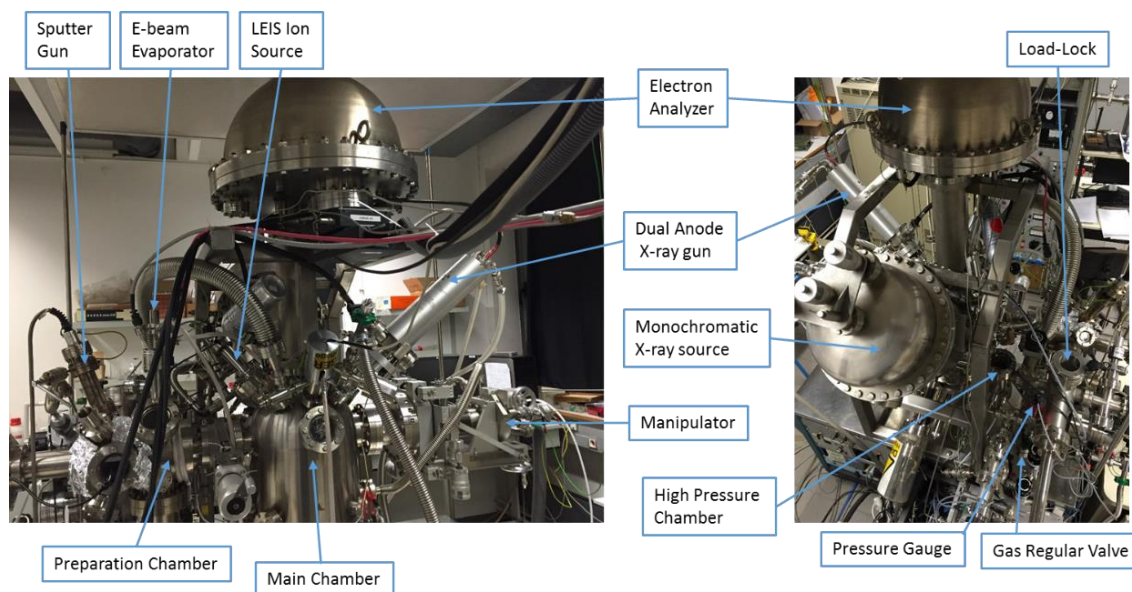 Sputter
Gun
E-beam
Evaporator
LEIS Ion
Source
Load-Lock
Electron
Analyzer
Dual Anode
X-ray gun
Monochromatic
X-ray source
Manipulator
High Pressure
Chamber
Preparation Chamber
Main Chamber
Pressure Gauge
Gas Regular Valve